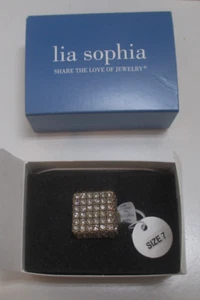 lia sophia
SHARE THE LOVE OF JEWELRY®
SIZE 7